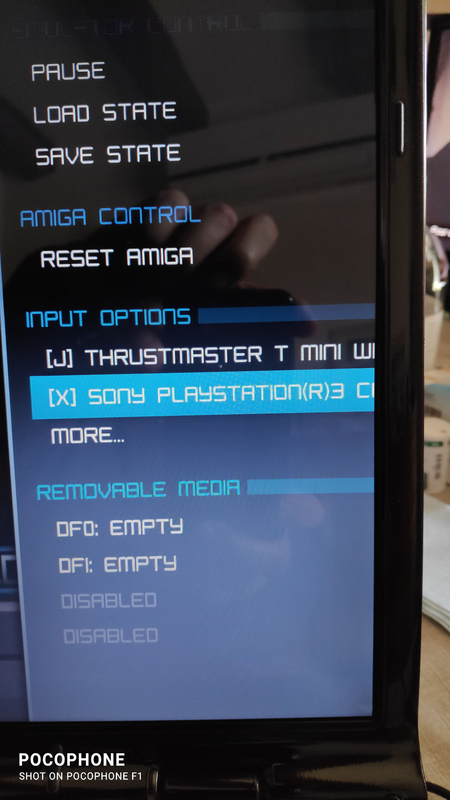 PAUSE
LOAD STATE
SAVE STATE
AMIGA CONTROL
RESET AMIGA
INPUT OPTIONS
[J] THRUSTMASTER T MINI
[X] SONY PLAYSTATION(R)3
MORE...
REMOVABLE MEDIA
DF0: EMPTY
DF1: EMPTY
DISABLED
DISABLED
POCOPHONE
SHOT ON POCOPHONE F1